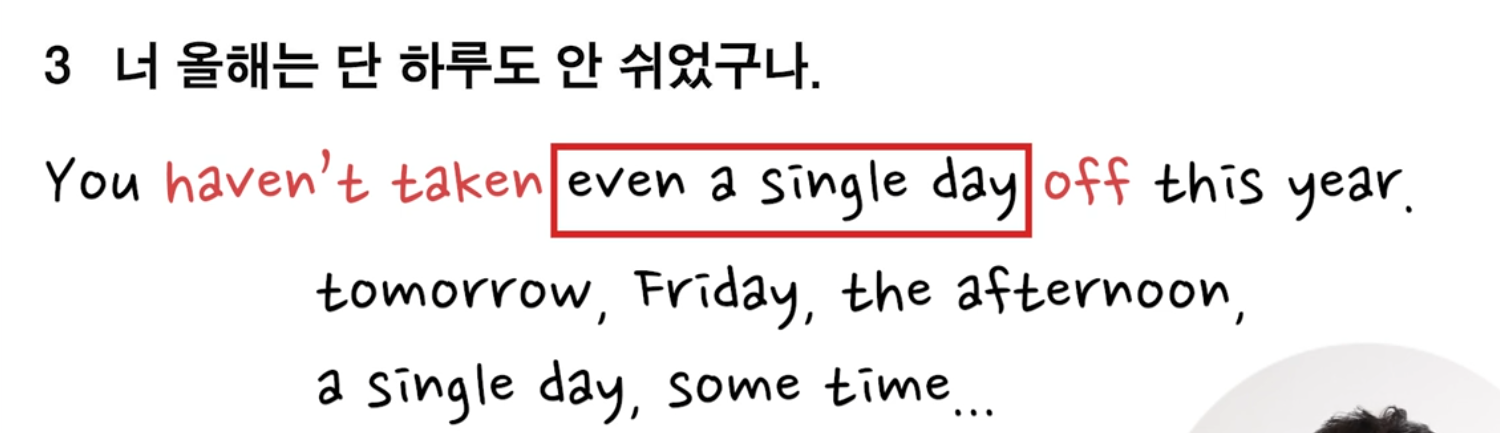 3 너 올해는 단 하루도 안 쉬었구나.
You haven't taken even a single day off this year.
tomorrow, Friday, the afternoon,
a single day, some time...